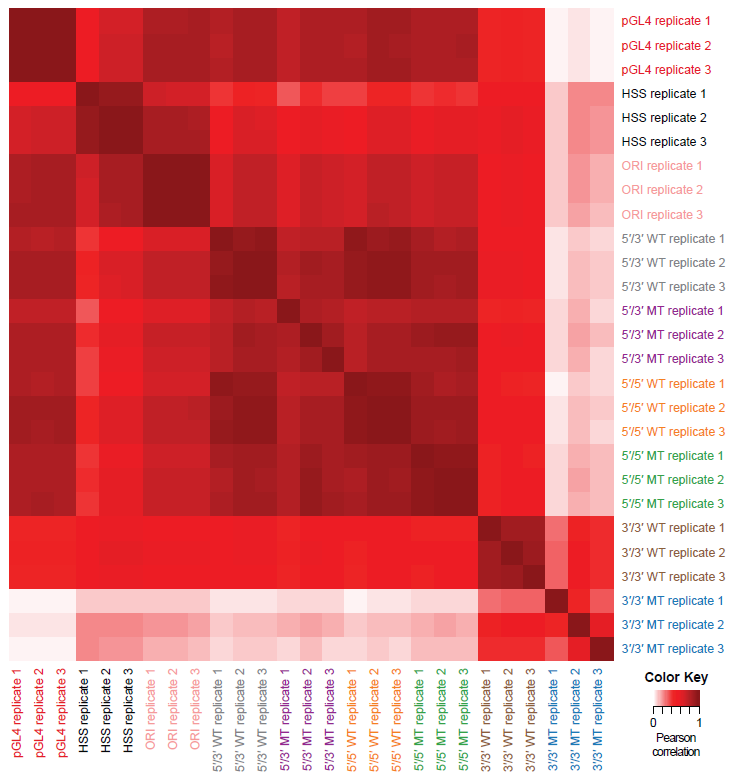 pGL4 replicate 1
pGL4 replicate 2
pGL4 replicate 3
HSS replicate 1
HSS replicate 2
HSS replicate 3
ORI replicate 1
ORI replicate 2
ORI replicate 3
5'/3' WT replicate 1
5'/3' WT replicate 2
5'/3' WT replicate 3
5'/3' MT replicate 1
5'/3' MT replicate 2
5'/3' MT replicate 3
5'/5' WT replicate 1
5'/5' WT replicate 2
5'/5' WT replicate 3
5'/5' MT replicate 1
5'/5' MT replicate 2
5'/5' MT replicate 3
3'/3' WT replicate 1
3'/3' WT replicate 2
3'/3' WT replicate 3
3'/3' MT replicate 1
3'/3' MT replicate 2
3'/3' MT replicate 3
pGL4 replicate 1
pGL4 replicate 2
pGL4 replicate 3
HSS replicate 1
HSS replicate 2
HSS replicate 3
ORI replicate 1
ORI replicate 2
ORI replicate 3
5'/3' WT replicate 1
5'/3' WT replicate 2
5'/3' WT replicate 3
5'/3' MT replicate 1
5'/3' MT replicate 2
5'/3' MT replicate 3
5'/5' WT replicate 1
5'/5' WT replicate 2
5'/5' WT replicate 3
5'/5' MT replicate 1
5'/5' MT replicate 2
5'/5' MT replicate 3
3'/3' WT replicate 1
3'/3' WT replicate 2
3'/3' WT replicate 3
3'/3' MT replicate 1
3'/3' MT replicate 2
3'/3' MT replicate 3
Color Key
0 1
Pearson
correlation